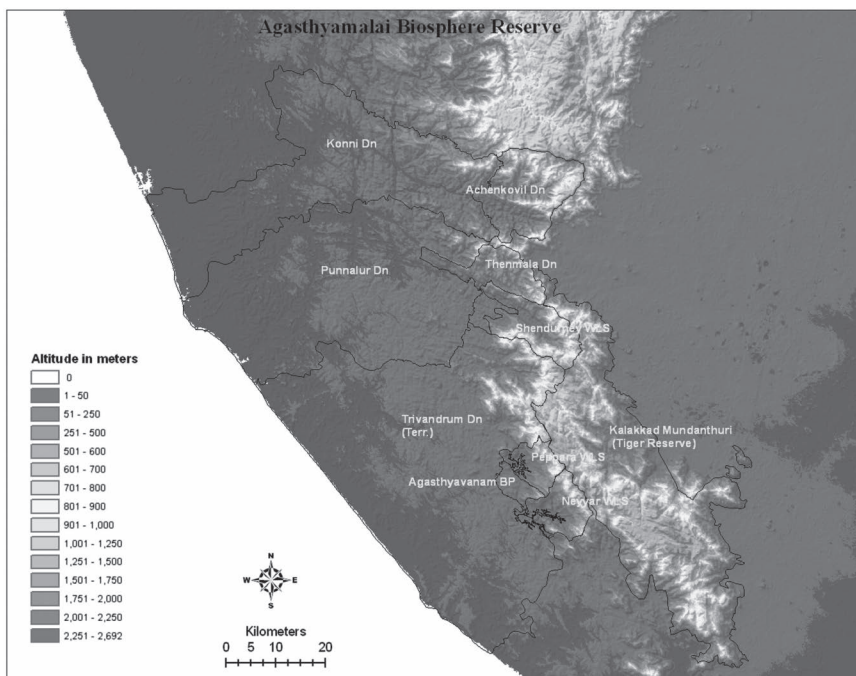 Agasthyamalai Biosphere Reserve
Konni Dn
Achenkovil Dn
Thenmala Dn
Punnalur Dn
Shendurney WLS
Altitude in meters
0
1 - 50
51 - 250
251 - 500
501 - 600
601 - 700
701 - 800
801 - 900
901 - 1,000
1,001 - 1,250
1,251 - 1,500
1,501 - 1,750
1,751 - 2,000
2,001 - 2,250
2,251 - 2,692
Trivandrum Dn
(Terr.)
Kalakkad Mundanthuri
(Tiger Reserve)
Peppara WLS
Agasthyavanam BP
Neyyar WLS
N
W E
S
Kilometers
0 5 10 20